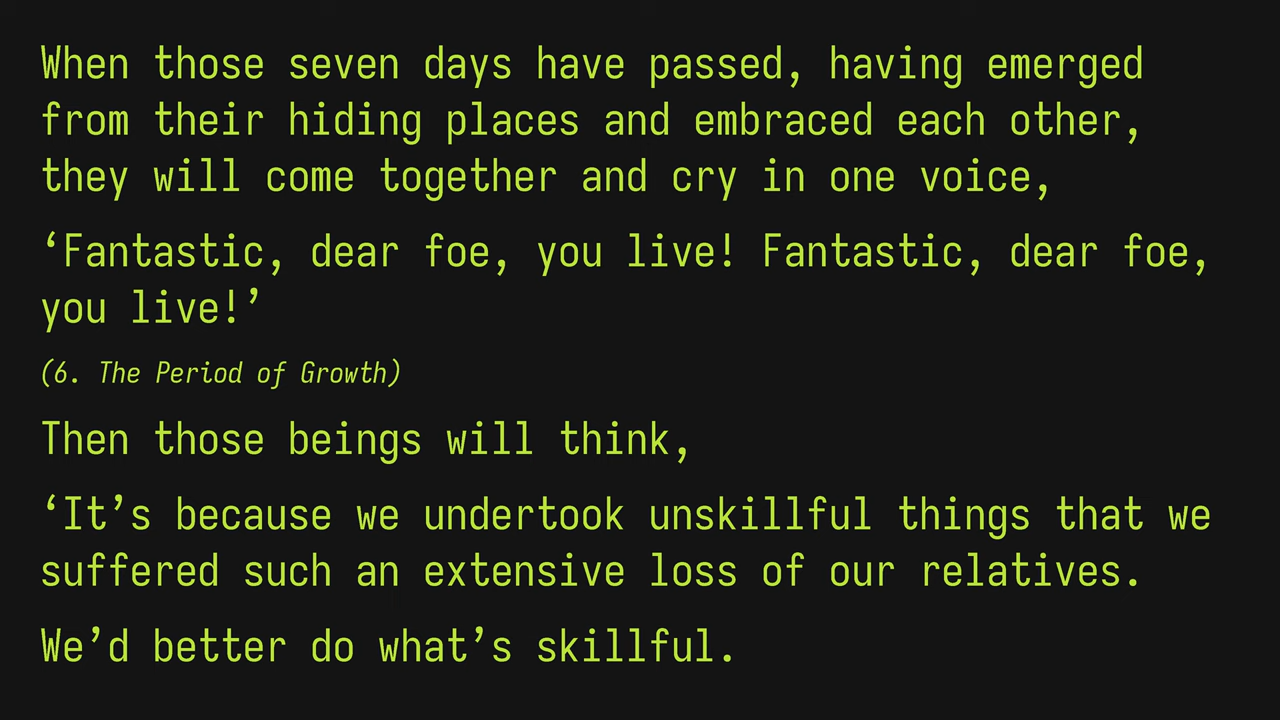 When those seven days have passed, having emerged
from their hiding places and embraced each other,
they will come together and cry in one voice,
‘Fantastic, dear foe, you live! Fantastic, dear foe,
you live!’
(6. The Period of Growth)
Then those beings will think,
‘It’s because we undertook unskillful things that we
suffered such an extensive loss of our relatives.
We’d better do what’s skillful.